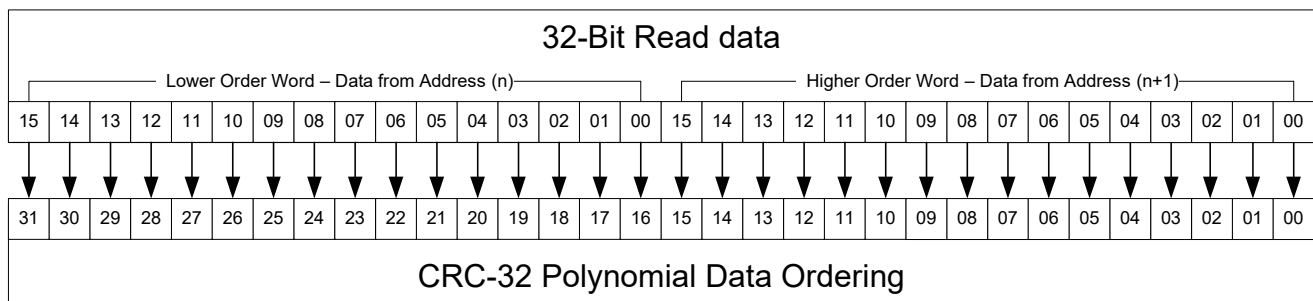 32-Bit Read data
Lower Order Word – Data from Address (n) Higher Order Word – Data from Address (n+1)
15 14 13 12 11 10 09 08 07 06 05 04 03 02 01 00 15 14 13 12 11 10 09 08 07 06 05 04 03 02 01 00
31 30 29 28 27 26 25 24 23 22 21 20 19 18 17 16 15 14 13 12 11 10 09 08 07 06 05 04 03 02 01 00
CRC-32 Polynomial Data Ordering